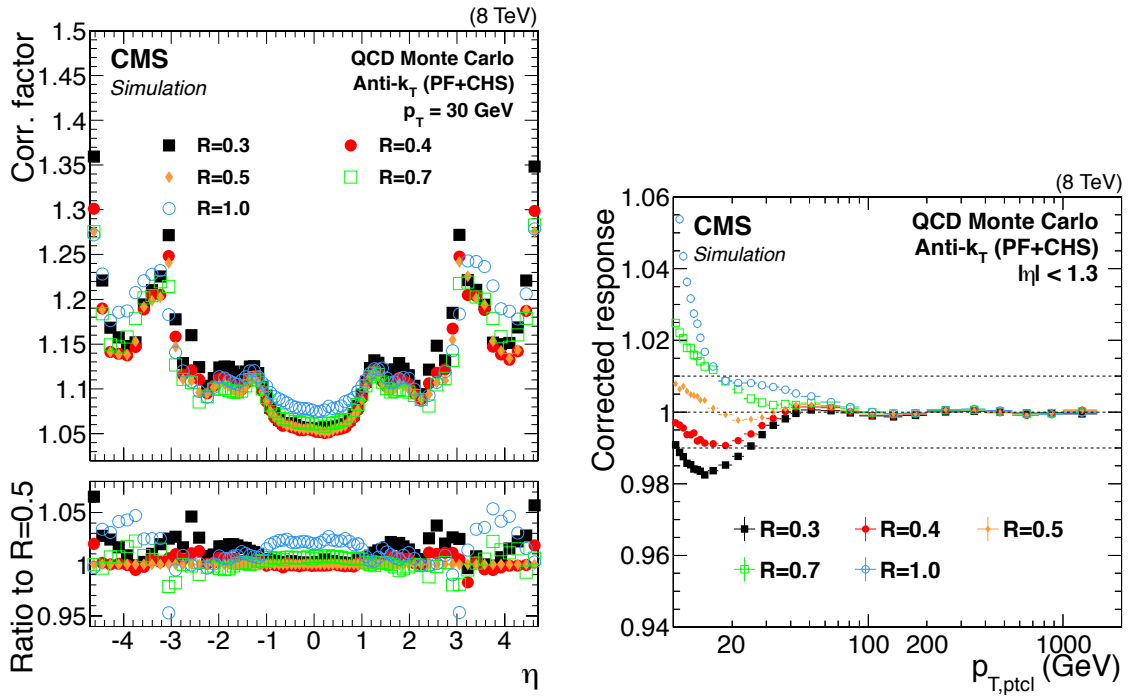 (8 TeV)
CMS
Simulation
QCD Monte Carlo
Anti-k_T (PF+CHS)
p_T = 30 GeV
R=0.3
R=0.4
R=0.5
R=0.7
R=1.0
Corr. factor
1.5
1.45
1.4
1.35
1.3
1.25
1.2
1.15
1.1
1.05
Ratio to R=0.5
1.05
1
0.95
-4 -3 -2 -1 0 1 2 3 4
η
(8 TeV)
CMS
Simulation
QCD Monte Carlo
Anti-k_T (PF+CHS)
|η| < 1.3
Corrected response
1.06
1.04
1.02
1
0.98
0.96
0.94
R=0.3
R=0.4
R=0.5
R=0.7
R=1.0
20 100 200 1000
p_T,ptcl (GeV)